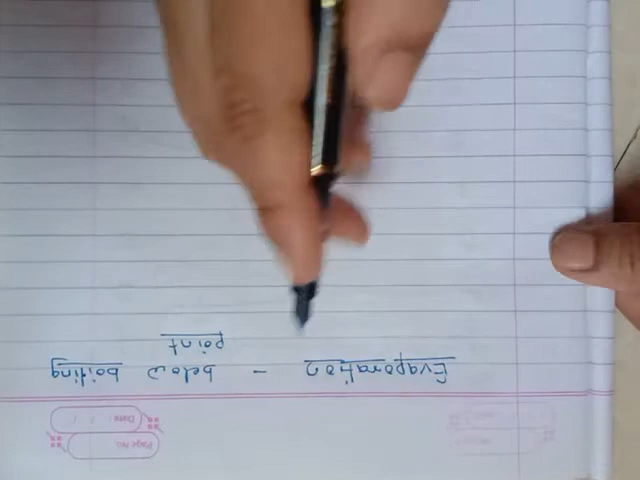 Page No.
Date: / /
Evaporation - below boiling
point